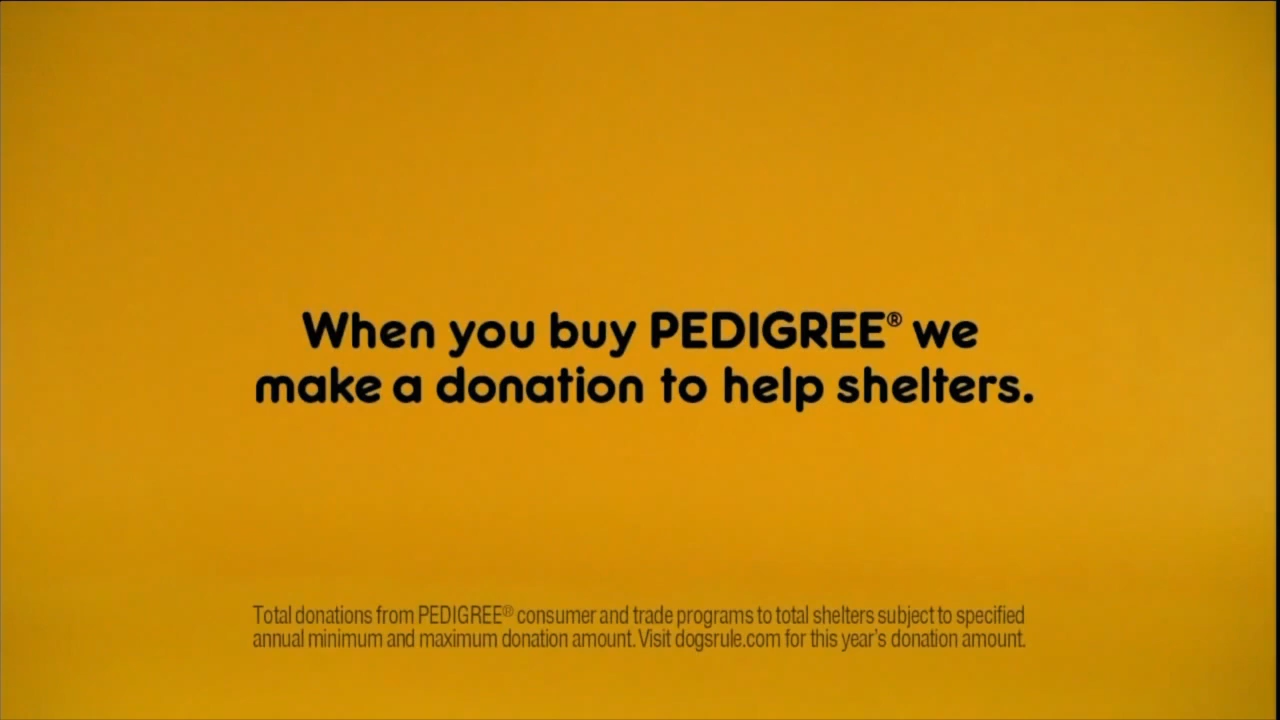 When you buy PEDIGREE® we
make a donation to help shelters.
Total donations from PEDIGREE® consumer and trade programs to total shelters subject to specified
annual minimum and maximum donation amount. Visit dogsrule.com for this year's donation amount.